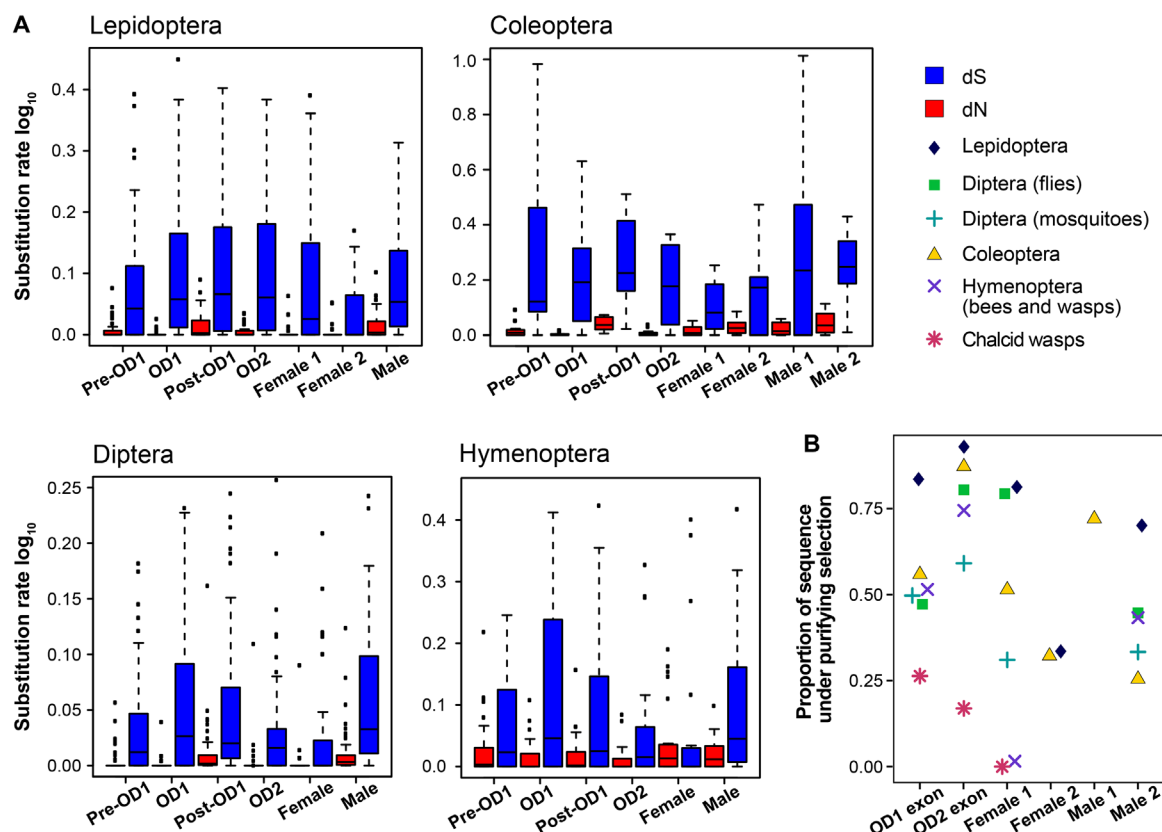 A
Lepidoptera
Substitution rate log10
0.4
0.3
0.2
0.1
0.0
Pre-OD1
OD1
Post-OD1
OD2
Female 1
Female 2
Male
Coleoptera
1.0
0.8
0.6
0.4
0.2
0.0
Pre-OD1
OD1
Post-OD1
OD2
Female 1
Female 2
Male 1
Male 2
dS
dN
Lepidoptera
Diptera (flies)
Diptera (mosquitoes)
Coleoptera
Hymenoptera
(bees and wasps)
Chalcid wasps
Diptera
Substitution rate log10
0.25
0.20
0.15
0.10
0.05
0.00
Pre-OD1
OD1
Post-OD1
OD2
Female
Male
Hymenoptera
0.4
0.3
0.2
0.1
0.0
Pre-OD1
OD1
Post-OD1
OD2
Female
Male
B
Proportion of sequence
under purifying selection
0.75
0.50
0.25
0.00
OD1 exon
OD2 exon
Female 1
Female 2
Male 1
Male 2